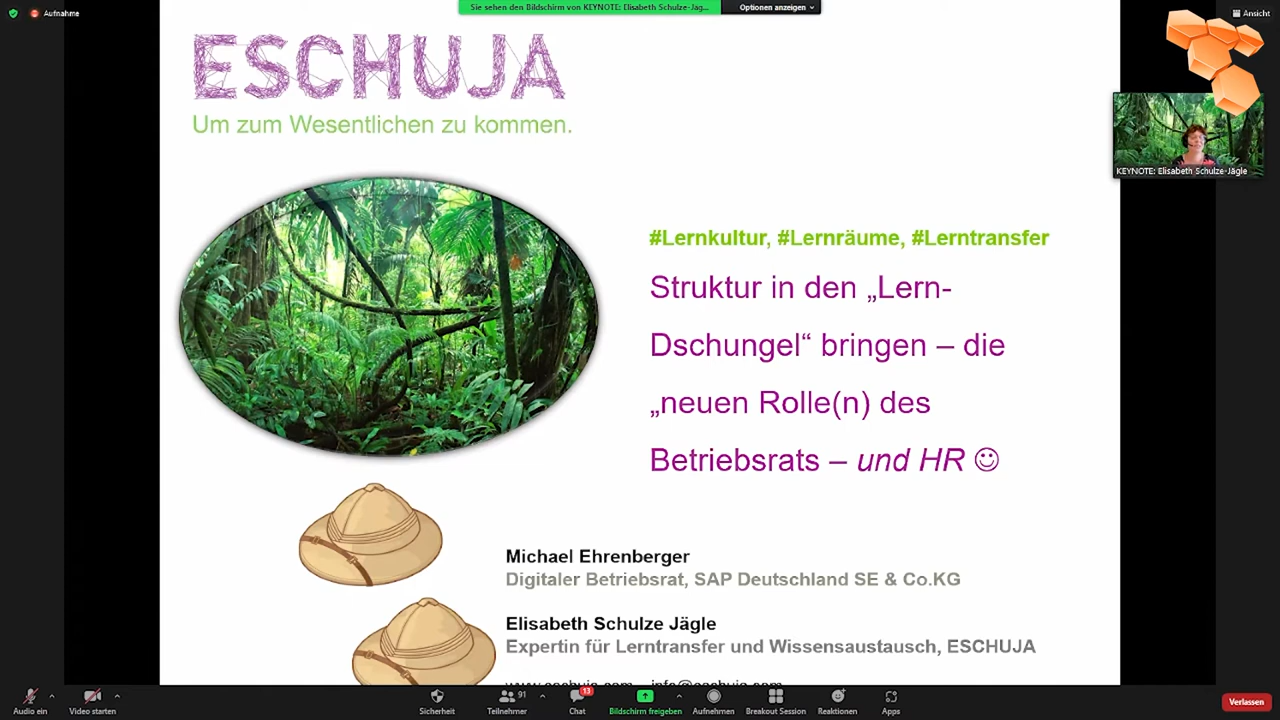 Aufnahme
Sie sehen den Bildschirm von KEYNOTE: Elisabeth Schulze-Jäg...
Optionen anzeigen
Ansicht
ESCHUJA
Um zum Wesentlichen zu kommen.
KEYNOTE: Elisabeth Schulze-Jägle
#Lernkultur, #Lernräume, #Lerntransfer
Struktur in den „Lern-
Dschungel“ bringen – die
„neuen Rolle(n) des
Betriebsrats – und HR ☺
Michael Ehrenberger
Digitaler Betriebsrat, SAP Deutschland SE & Co.KG
Elisabeth Schulze Jägle
Expertin für Lerntransfer und Wissensaustausch, ESCHUJA
Audio ein
Video starten
Sicherheit
91
Teilnehmer
13
Chat
Bildschirm freigeben
Aufnehmen
Breakout Session
Reaktionen
Apps
Verlassen